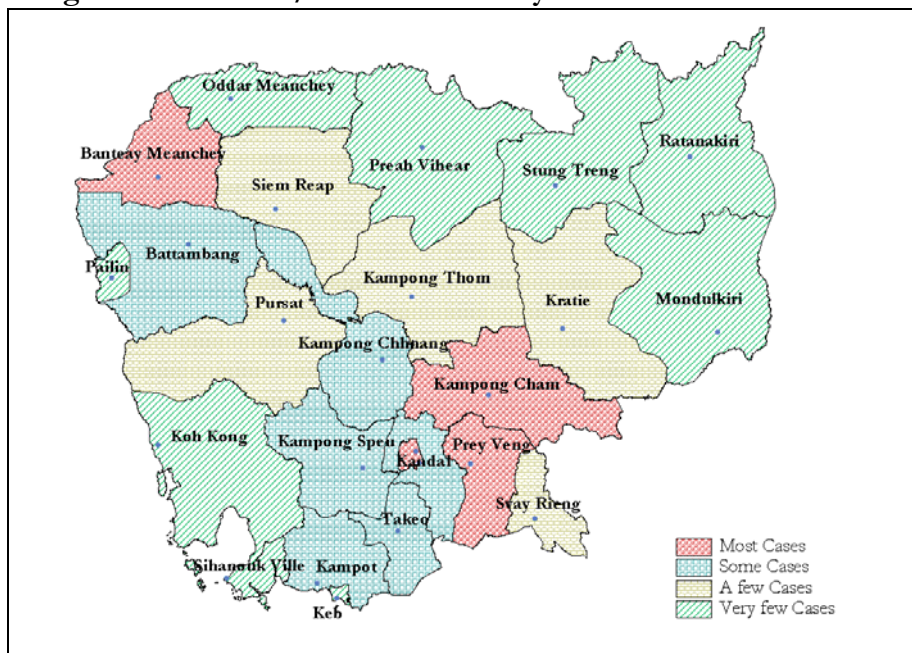 Oddar Meanchey
Banteay Meanchey
Siem Reap
Preah Vihear
Stung Treng
Ratanakiri
Battambang
Pailin
Kampong Thom
Kratie
Mondulkiri
Pursat
Kampong Chhnang
Kampong Cham
Koh Kong
Kampong Speu
Kandal
Prey Veng
Svay Rieng
Takeo
Sihanouk Ville
Kampot
Keb
Most Cases
Some Cases
A few Cases
Very few Cases